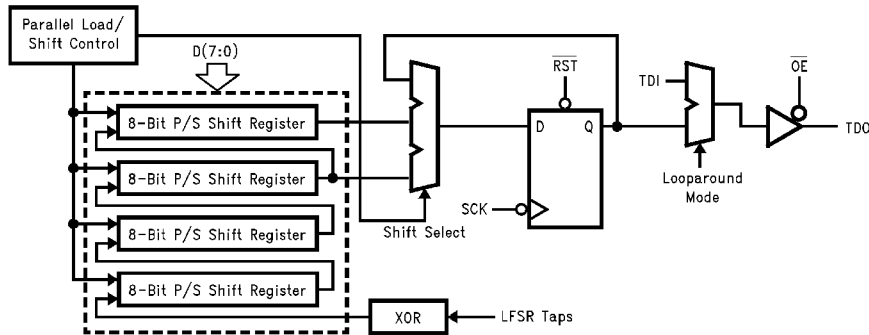 Parallel Load/
Shift Control
D(7:0)
8-Bit P/S Shift Register
8-Bit P/S Shift Register
8-Bit P/S Shift Register
8-Bit P/S Shift Register
XOR
LFSR Taps
Shift Select
SCK
RST
D
Q
TDI
Looparound
Mode
OE
TDO